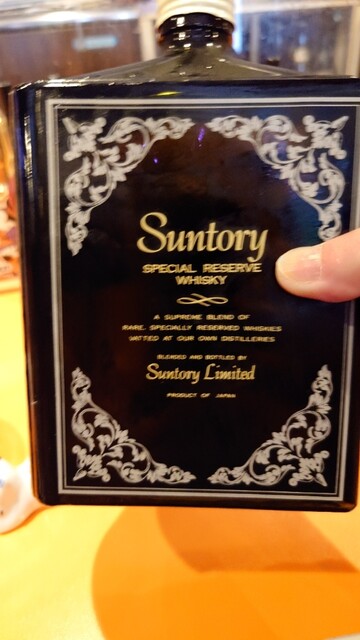 Suntory
SPECIAL RESERVE
WHISKY
A SUPREME BLEND OF
RARE, SPECIALLY RESERVED WHISKIES
VATTED AT OUR OWN DISTILLERIES
BLENDED AND BOTTLED BY
Suntory Limited
PRODUCT OF JAPAN